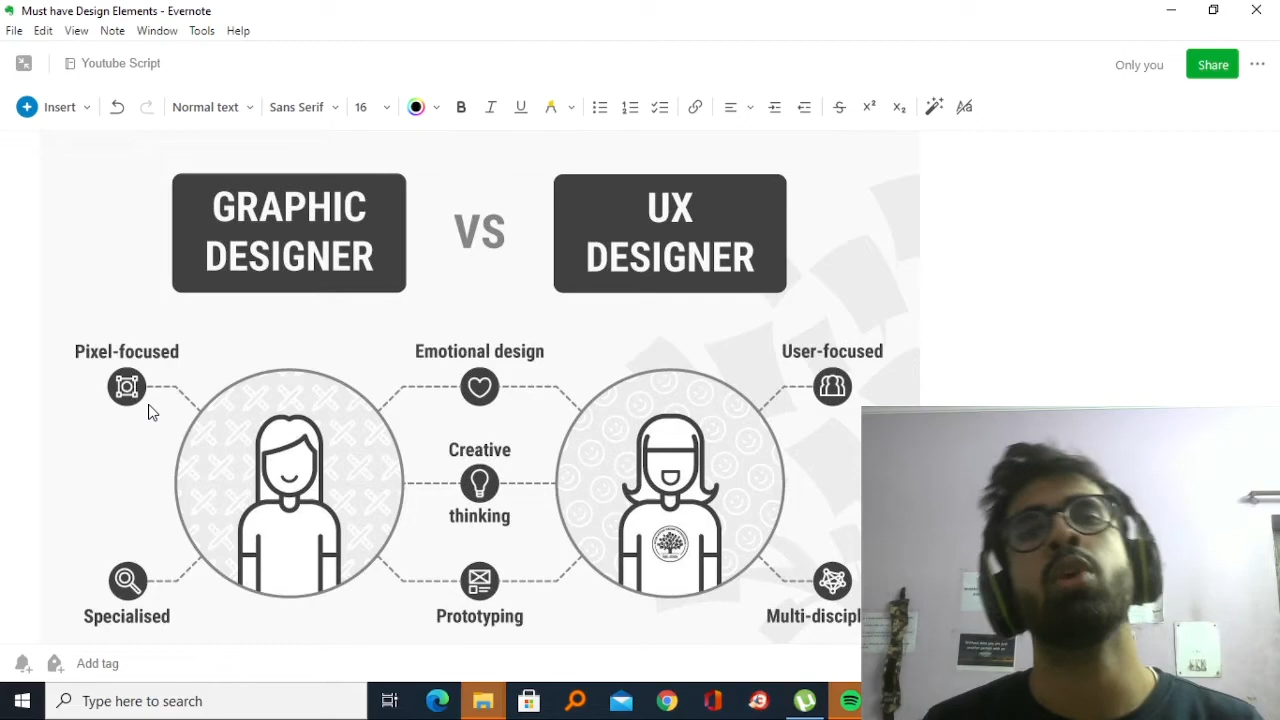 Must have Design Elements - Evernote
File Edit View Note Window Tools Help
Youtube Script
Only you
Share
Insert
Normal text
Sans Serif
16
GRAPHIC
DESIGNER
VS
UX
DESIGNER
Pixel-focused
Emotional design
User-focused
Creative
thinking
Specialised
Prototyping
Multi-discipl
Add tag
Type here to search